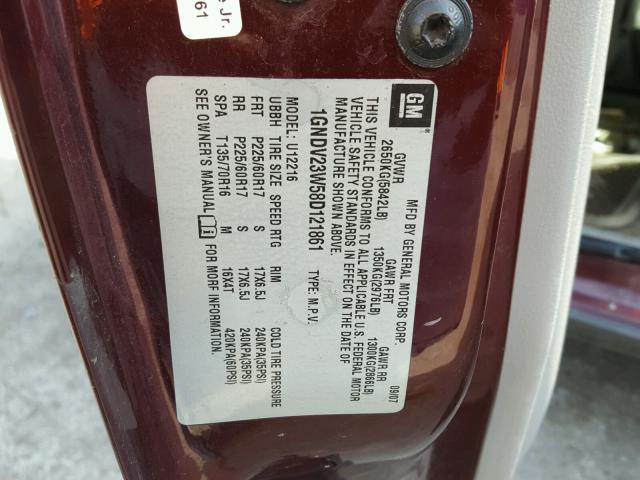 e Jr.
61
GM
MFD BY GENERAL MOTORS CORP. 09/07
GVWR GAWR FRT GAWR RR
2650KG(5842LB) 1350KG(2976LB) 1300KG(2866LB)
THIS VEHICLE CONFORMS TO ALL APPLICABLE U.S. FEDERAL MOTOR
VEHICLE SAFETY STANDARDS IN EFFECT ON THE DATE OF
MANUFACTURE SHOWN ABOVE.
1GNDV23W58D121861 TYPE: M.P.V.
MODEL: U12216
UBBH TIRE SIZE SPEED RTG RIM COLD TIRE PRESSURE
FRT P225/60R17 S 17X6.5J 240KPA(35PSI)
RR P225/60R17 S 17X6.5J 240KPA(35PSI)
SPA T135/70R16 M 16X4T 420KPA(60PSI)
SEE OWNER'S MANUAL FOR MORE INFORMATION.